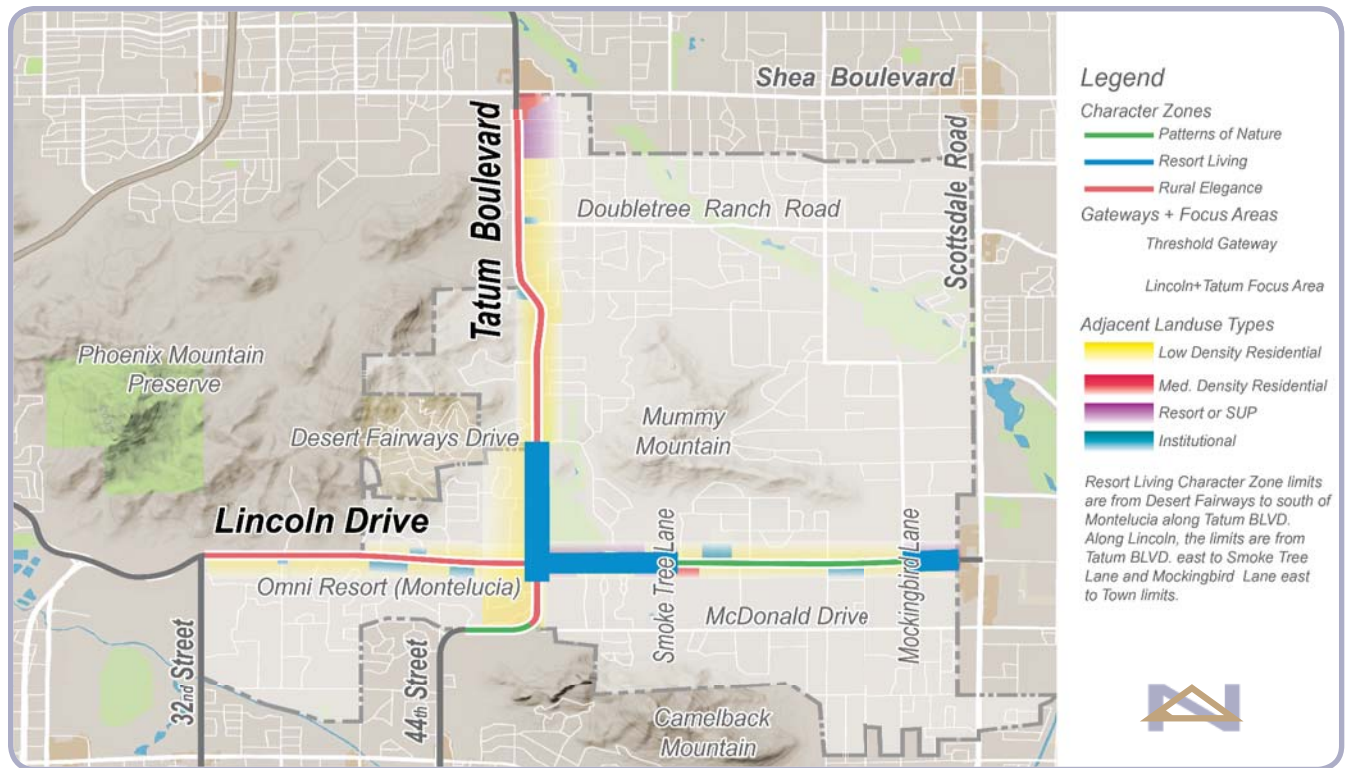 Shea Boulevard
Tatum Boulevard
Scottsdale Road
Doubletree Ranch Road
Phoenix Mountain
Preserve
Desert Fairways Drive
Mummy
Mountain
Lincoln Drive
Omni Resort (Montelucia)
Smoke Tree Lane
Mockingbird Lane
McDonald Drive
32nd Street
44th Street
Camelback
Mountain
Legend
Character Zones
Patterns of Nature
Resort Living
Rural Elegance
Gateways + Focus Areas
Threshold Gateway
Lincoln+Tatum Focus Area
Adjacent Landuse Types
Low Density Residential
Med. Density Residential
Resort or SUP
Institutional
Resort Living Character Zone limits
are from Desert Fairways to south of
Montelucia along Tatum BLVD.
Along Lincoln, the limits are from
Tatum BLVD. east to Smoke Tree
Lane and Mockingbird Lane east
to Town limits.
N